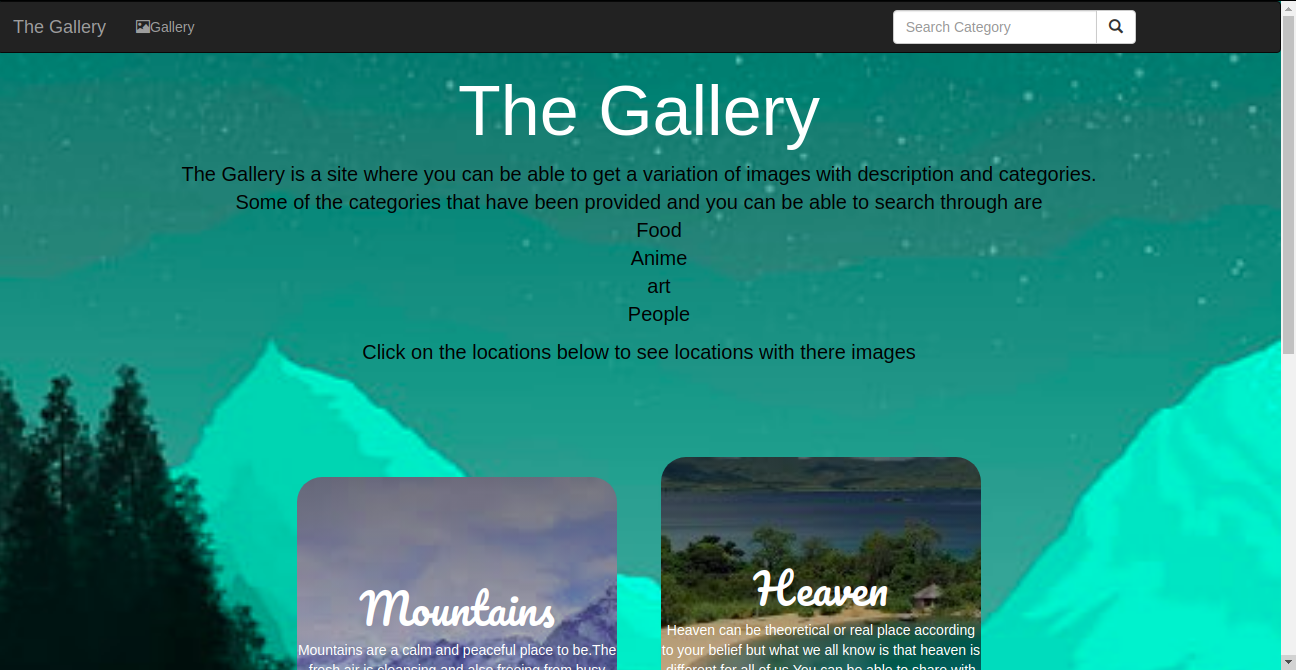 The Gallery
Gallery
Search Category
The Gallery
The Gallery is a site where you can be able to get a variation of images with description and categories.
Some of the categories that have been provided and you can be able to search through are
Food
Anime
art
People
Click on the locations below to see locations with there images
Mountains
Mountains are a calm and peaceful place to be.The
fresh air is cleansing and also freeing from busy
Heaven
Heaven can be theoretical or real place according
to your belief but what we all know is that heaven is
different for all of us.You can be able to share with